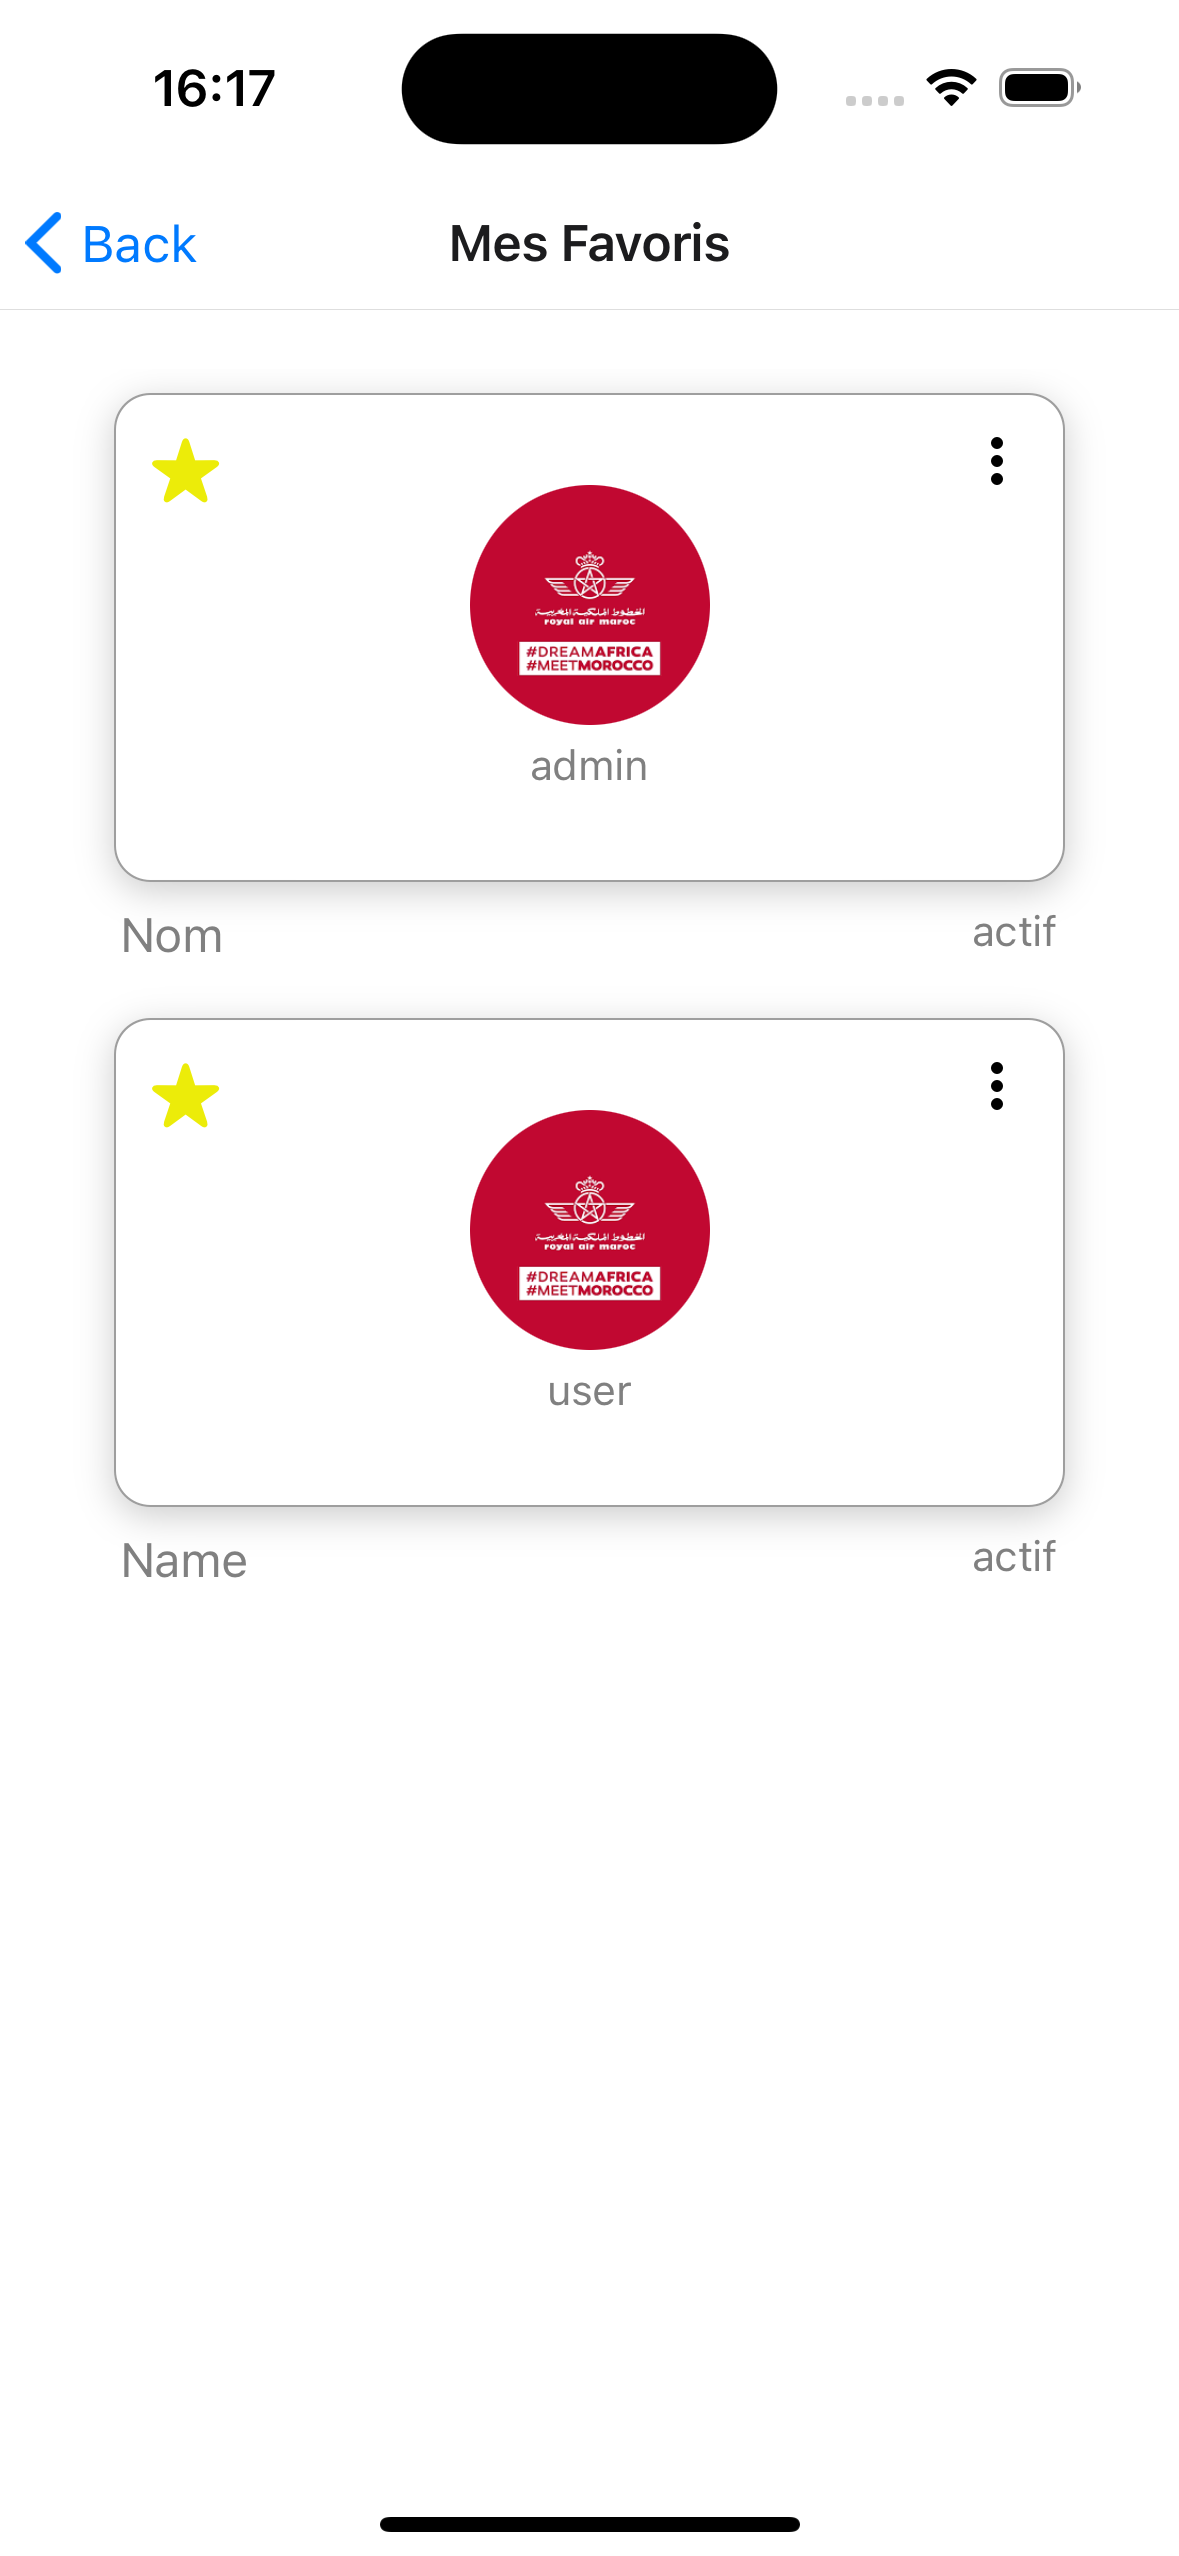 16:17
Back
Mes Favoris
الخطوط الملكية المغربية
royal air maroc
#DREAMAFRICA
#MEETMOROCCO
admin
Nom
actif
الخطوط الملكية المغربية
royal air maroc
#DREAMAFRICA
#MEETMOROCCO
user
Name
actif